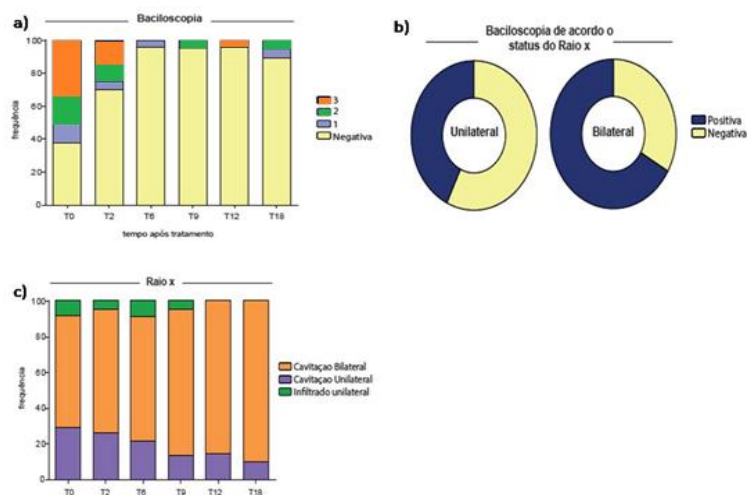 a)
Baciloscopia
100
80
60
40
20
0
frequência
T0 T2 T6 T9 T12 T18
tempo após tratamento
3
2
1
Negativa
b)
Baciloscopia de acordo o
status do Raio x
Unilateral
Bilateral
Positiva
Negativa
c)
Raio x
100
80
60
40
20
0
frequência
T0 T2 T6 T9 T12 T18
Cavitaçao Bilateral
Cavitaçao Unilateral
Infiltrado unilateral